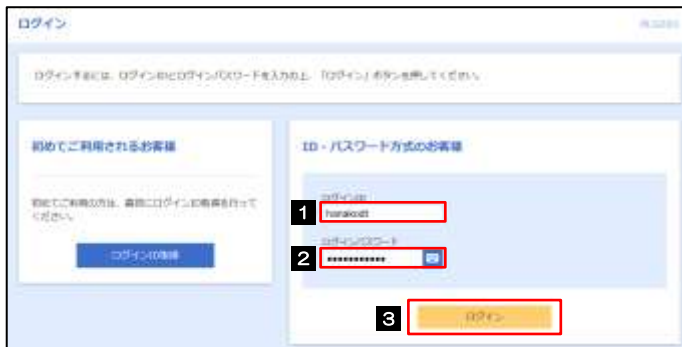 ログイン
ログインするには、ログインIDとログインパスワードを入力の上、「ログイン」ボタンを押してください。
初めてご利用されるお客様
初めてご利用の方は、最初にログインID取得を行って
ください。
ログインID取得
ID・パスワード方式のお客様
ログインID
1
ログインパスワード
2 ●●●●●●●●●●●
3 ログイン